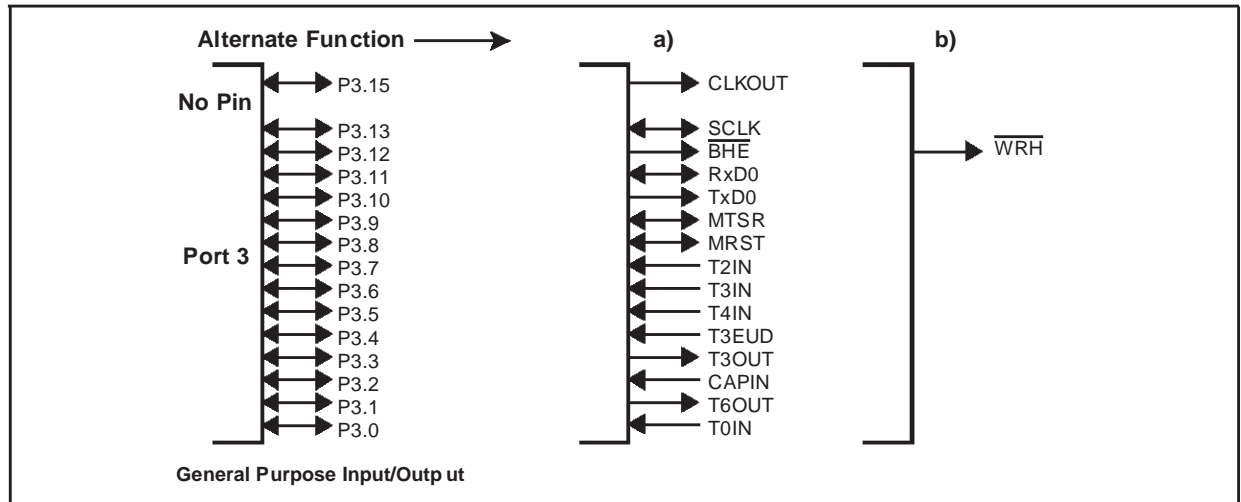 Alternate Function a) b)
P3.15 CLKOUT
No Pin
P3.13 SCLK
P3.12 BHE WRH
P3.11 RxD0
P3.10 TxD0
P3.9 MTSR
P3.8 MRST
Port 3
P3.7 T2IN
P3.6 T3IN
P3.5 T4IN
P3.4 T3EUD
P3.3 T3OUT
P3.2 CAPIN
P3.1 T6OUT
P3.0 T0IN
General Purpose Input/Output